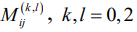 M_{ij}^{(k,l)}, k,l = 0,2